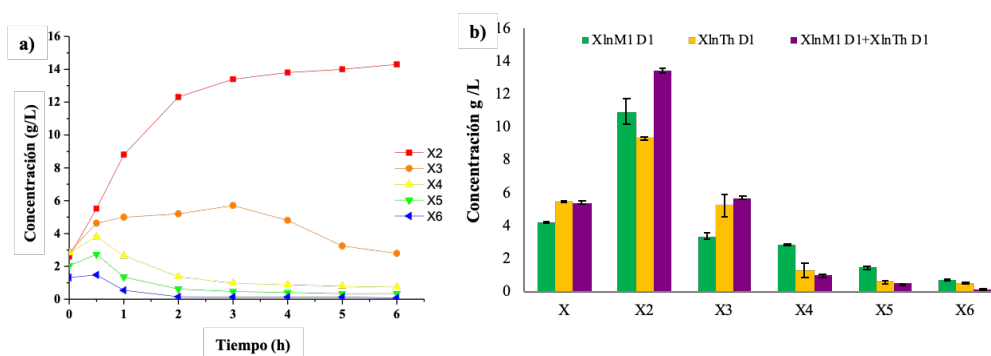 a)
16
14
12
10
8
6
4
2
0
Concentración (g/L)
X2
X3
X4
X5
X6
0 1 2 3 4 5 6
Tiempo (h)
b)
XlnM1 D1 XlnTh D1 XlnM1 D1+XlnTh D1
16
14
12
10
8
6
4
2
0
Concentración g /L
X X2 X3 X4 X5 X6